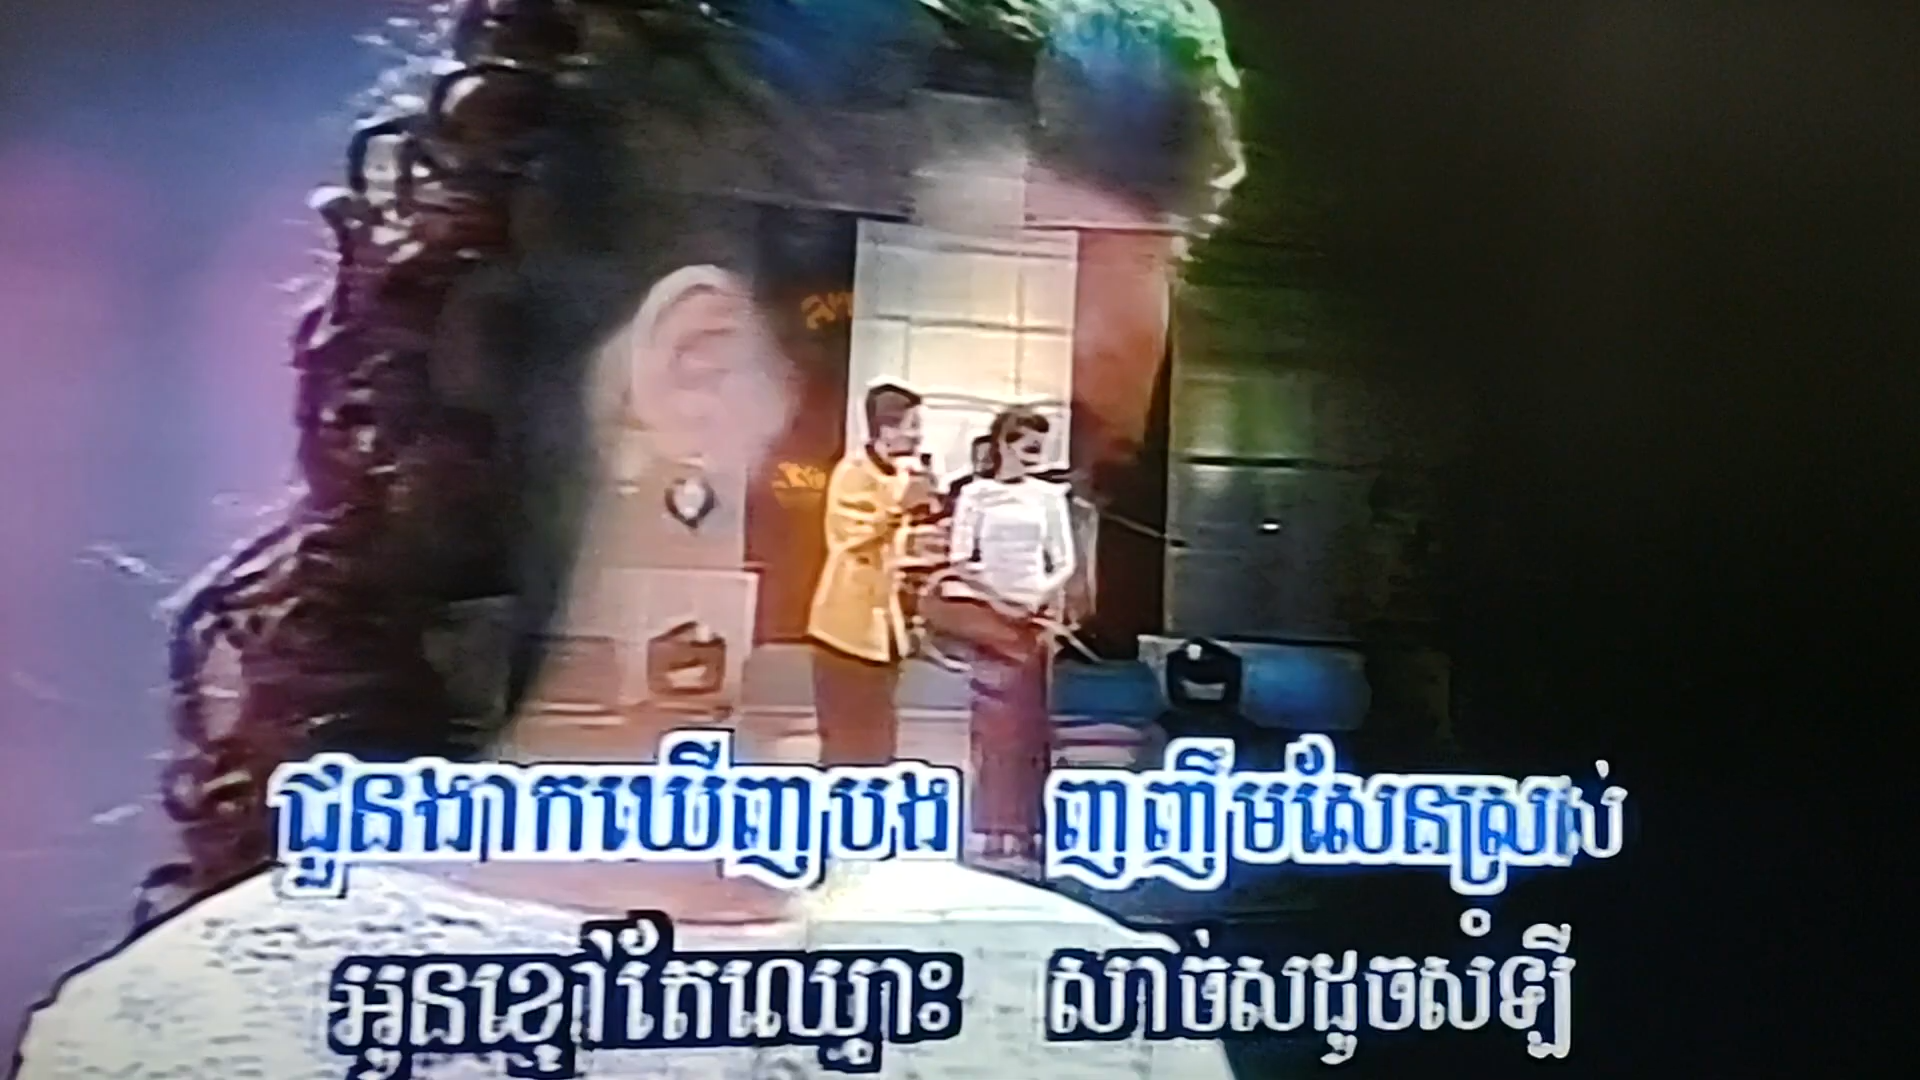 ជួនងាកឃើញបង ញញឹមសែនស្រស់
អូនខ្មៅតែឈ្មោះ សាច់សដូចសំឡី